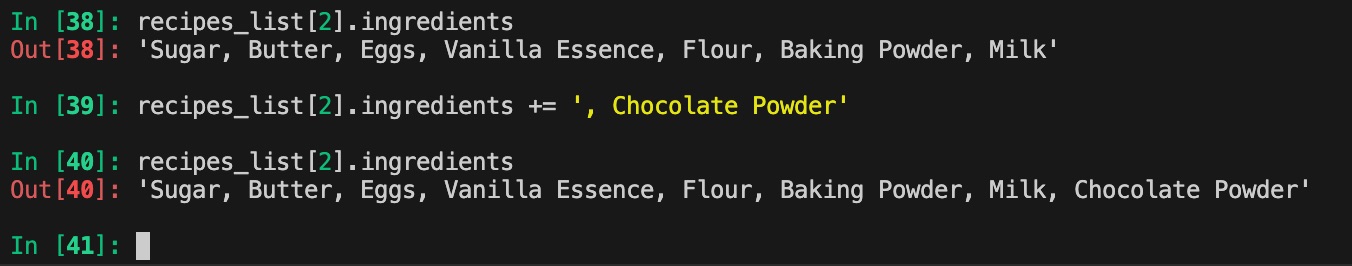 In [38]: recipes_list[2].ingredients
Out[38]: 'Sugar, Butter, Eggs, Vanilla Essence, Flour, Baking Powder, Milk'
In [39]: recipes_list[2].ingredients += ', Chocolate Powder'
In [40]: recipes_list[2].ingredients
Out[40]: 'Sugar, Butter, Eggs, Vanilla Essence, Flour, Baking Powder, Milk, Chocolate Powder'
In [41]: